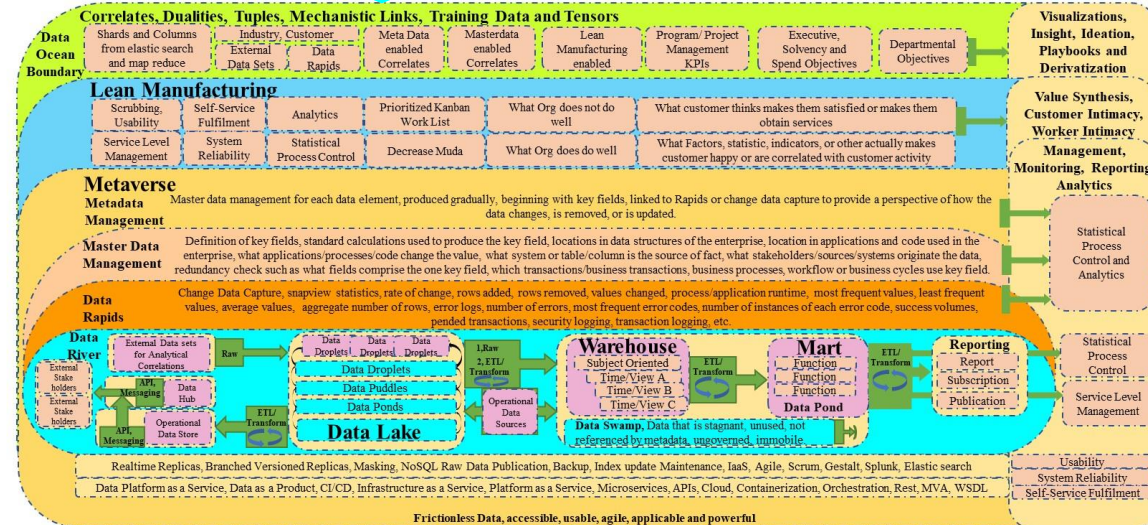 Correlates, Dualities, Tuples, Mechanistic Links, Training Data and Tensors
Data
Ocean
Boundary
Shards and Columns
from elastic search
and map reduce
Industry, Customer
External
Data Sets
Data
Rapids
Meta Data
enabled
Correlates
Masterdata
enabled
Correlates
Lean
Manufacturing
enabled
Program/ Project
Management
KPIs
Executive,
Solvency and
Spend Objectives
Departmental
Objectives
Visualizations,
Insight, Ideation,
Playbooks and
Derivatization
Lean Manufacturing
Scrubbing,
Usability
Self-Service
Fulfilment
Analytics
Prioritized Kanban
Work List
What Org does not do
well
What customer thinks makes them satisfied or makes them
obtain services
Service Level
Management
System
Reliability
Statistical
Process Control
Decrease Muda
What Org does do well
What Factors, statistic, indicators, or other actually makes
customer happy or are correlated with customer activity
Value Synthesis,
Customer Intimacy,
Worker Intimacy
Management,
Monitoring, Reporting
Analytics
Metaverse
Metadata
Management
Master data management for each data element, produced gradually, beginning with key fields, linked to Rapids or change data capture to provide a perspective of how the
data changes, is removed, or is updated.
Master Data
Management
Definition of key fields, standard calculations used to produce the key field, locations in data structures of the enterprise, location in applications and code used in the
enterprise, what applications/processes/code change the value, what system or table/column is the source of fact, what stakeholders/sources/systems originate the data,
redundancy check such as what fields comprise the one key field, which transactions/business transactions, business processes, workflow or business cycles use key field.
Statistical
Process
Control and
Analytics
Data
Rapids
Change Data Capture, snapview statistics, rate of change, rows added, rows removed, values changed, process/application runtime, most frequent values, least frequent
values, average values, aggregate number of rows, error logs, number of errors, most frequent error codes, number of instances of each error code, success volumes,
pended transactions, security logging, transaction logging, etc.
Data
River
External Data sets
for Analytical
Correlations
Raw
External
Stake
holders
External
Stake
holders
API,
Messaging
Data
Hub
API,
Messaging
Operational
Data Store
ETL/
Transform
Data
Droplets
Data
Droplets
Data
Droplets
Data Droplets
Data Puddles
Data Ponds
Data Lake
1,Raw
2, ETL/
Transform
Operational
Data
Sources
Warehouse
Subject Oriented
Time/View A
Time/View B
Time/View C
ETL/
Transform
Mart
Function
Function
Function
Data Pond
Data Swamp, Data that is stagnant, unused, not
referenced by metadata, ungoverned, immobile.
ETL/
Transform
Reporting
Report
Subscription
Publication
Statistical
Process
Control
Service Level
Management
Realtime Replicas, Branched Versioned Replicas, Masking, NoSQL Raw Data Publication, Backup, Index update Maintenance, IaaS, Agile, Scrum, Gestalt, Splunk, Elastic search
Data Platform as a Service, Data as a Product, CI/CD, Infrastructure as a Service, Platform as a Service, Microservices, APIs, Cloud, Containerization, Orchestration, Rest, MVA, WSDL
Usability
System Reliability
Self-Service Fulfilment
Frictionless Data, accessible, usable, agile, applicable and powerful